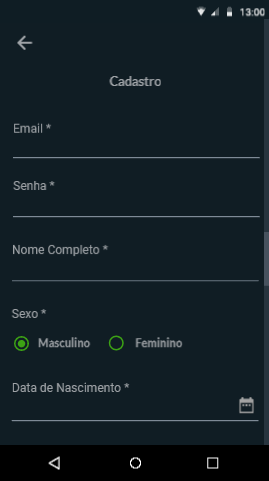 13:00
Cadastro
Email *
Senha *
Nome Completo *
Sexo *
Masculino Feminino
Data de Nascimento *